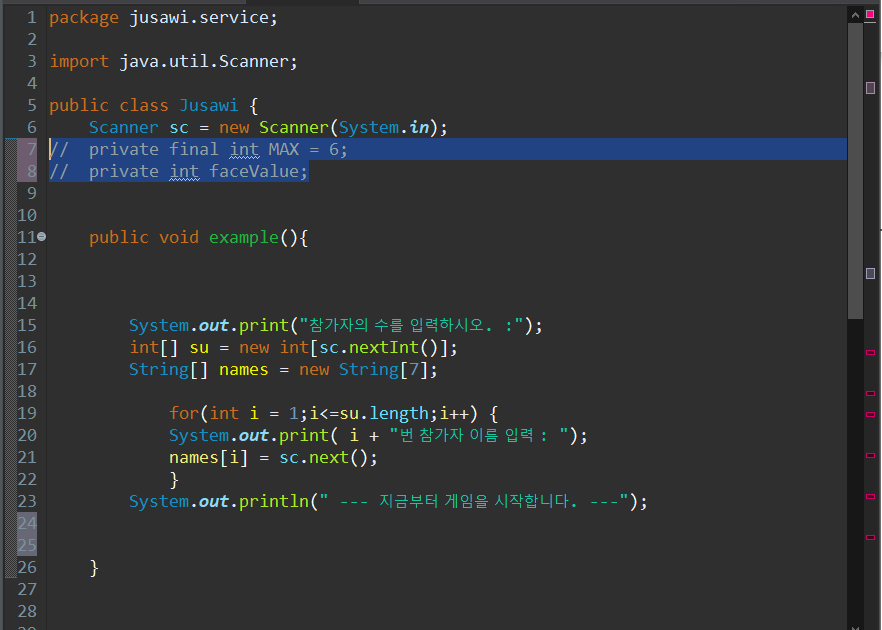 1 package jusawi.service;
2
3 import java.util.Scanner;
4
5 public class Jusawi {
6 Scanner sc = new Scanner(System.in);
7 // private final int MAX = 6;
8 // private int faceValue;
9
10
11 public void example(){
12
13
14
15 System.out.print("참가자의 수를 입력하시오. :");
16 int[] su = new int[sc.nextInt()];
17 String[] names = new String[7];
18
19 for(int i = 1;i<=su.length;i++) {
20 System.out.print( i + "번 참가자 이름 입력 : ");
21 names[i] = sc.next();
22 }
23 System.out.println(" --- 지금부터 게임을 시작합니다. ---");
24
25
26 }
27
28